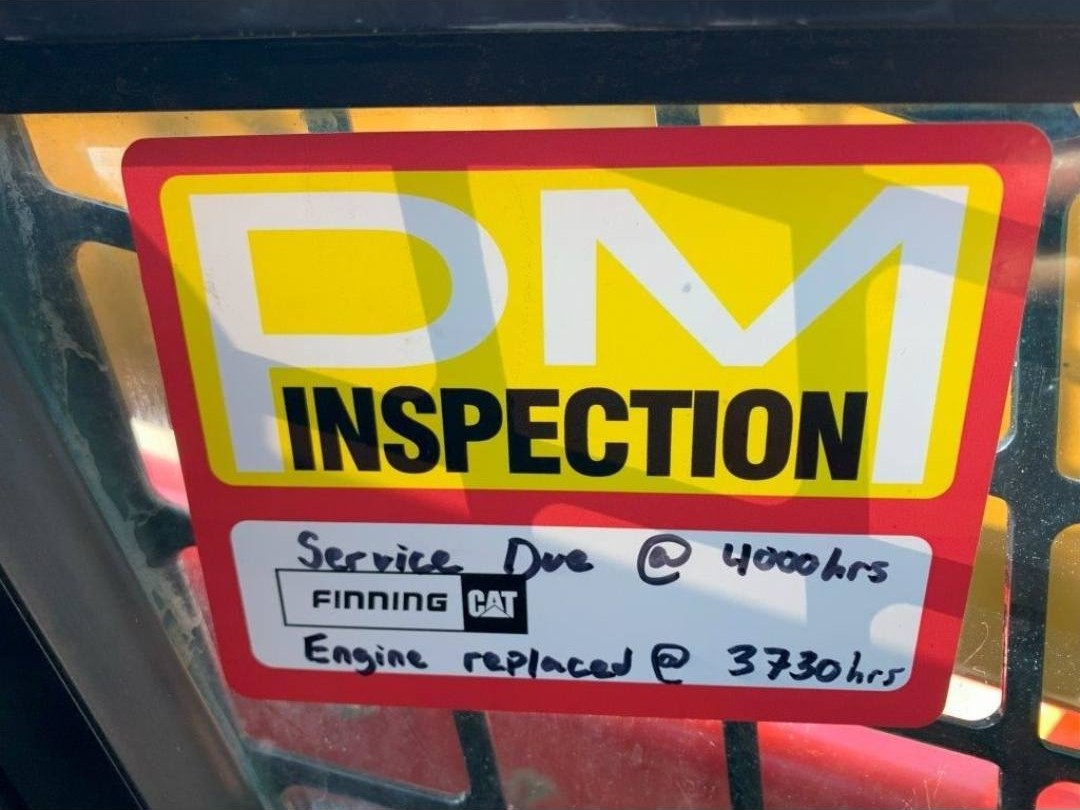 PM
INSPECTION
Service Due @ 4000hrs
FINNING CAT
Engine replaced @ 3730hrs